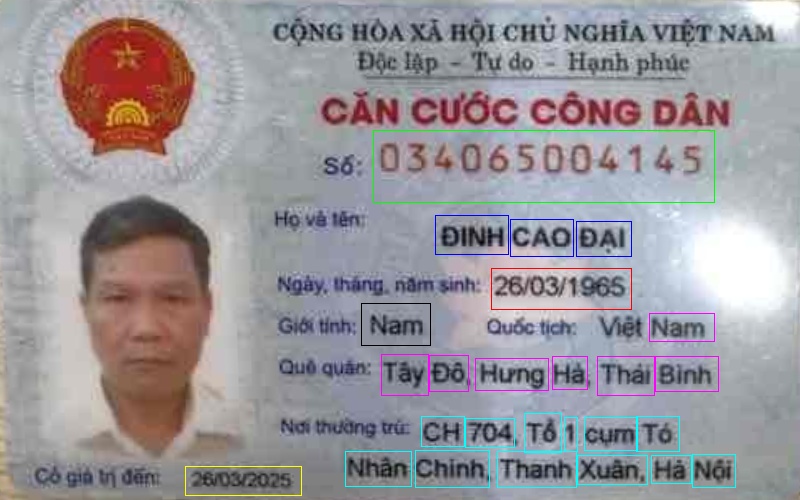 CỘNG HÒA XÃ HỘI CHỦ NGHĨA VIỆT NAM
Độc lập - Tự do - Hạnh phúc
CĂN CƯỚC CÔNG DÂN
Số: 034065004145
Họ và tên:
ĐINH CAO ĐẠI
Ngày, tháng, năm sinh: 26/03/1965
Giới tính: Nam Quốc tịch: Việt Nam
Quê quán: Tây Đô, Hưng Hà, Thái Bình
Nơi thường trú: CH 704, Tổ 1 cụm Tó
Nhân Chính, Thanh Xuân, Hà Nội
Có giá trị đến: 26/03/2025